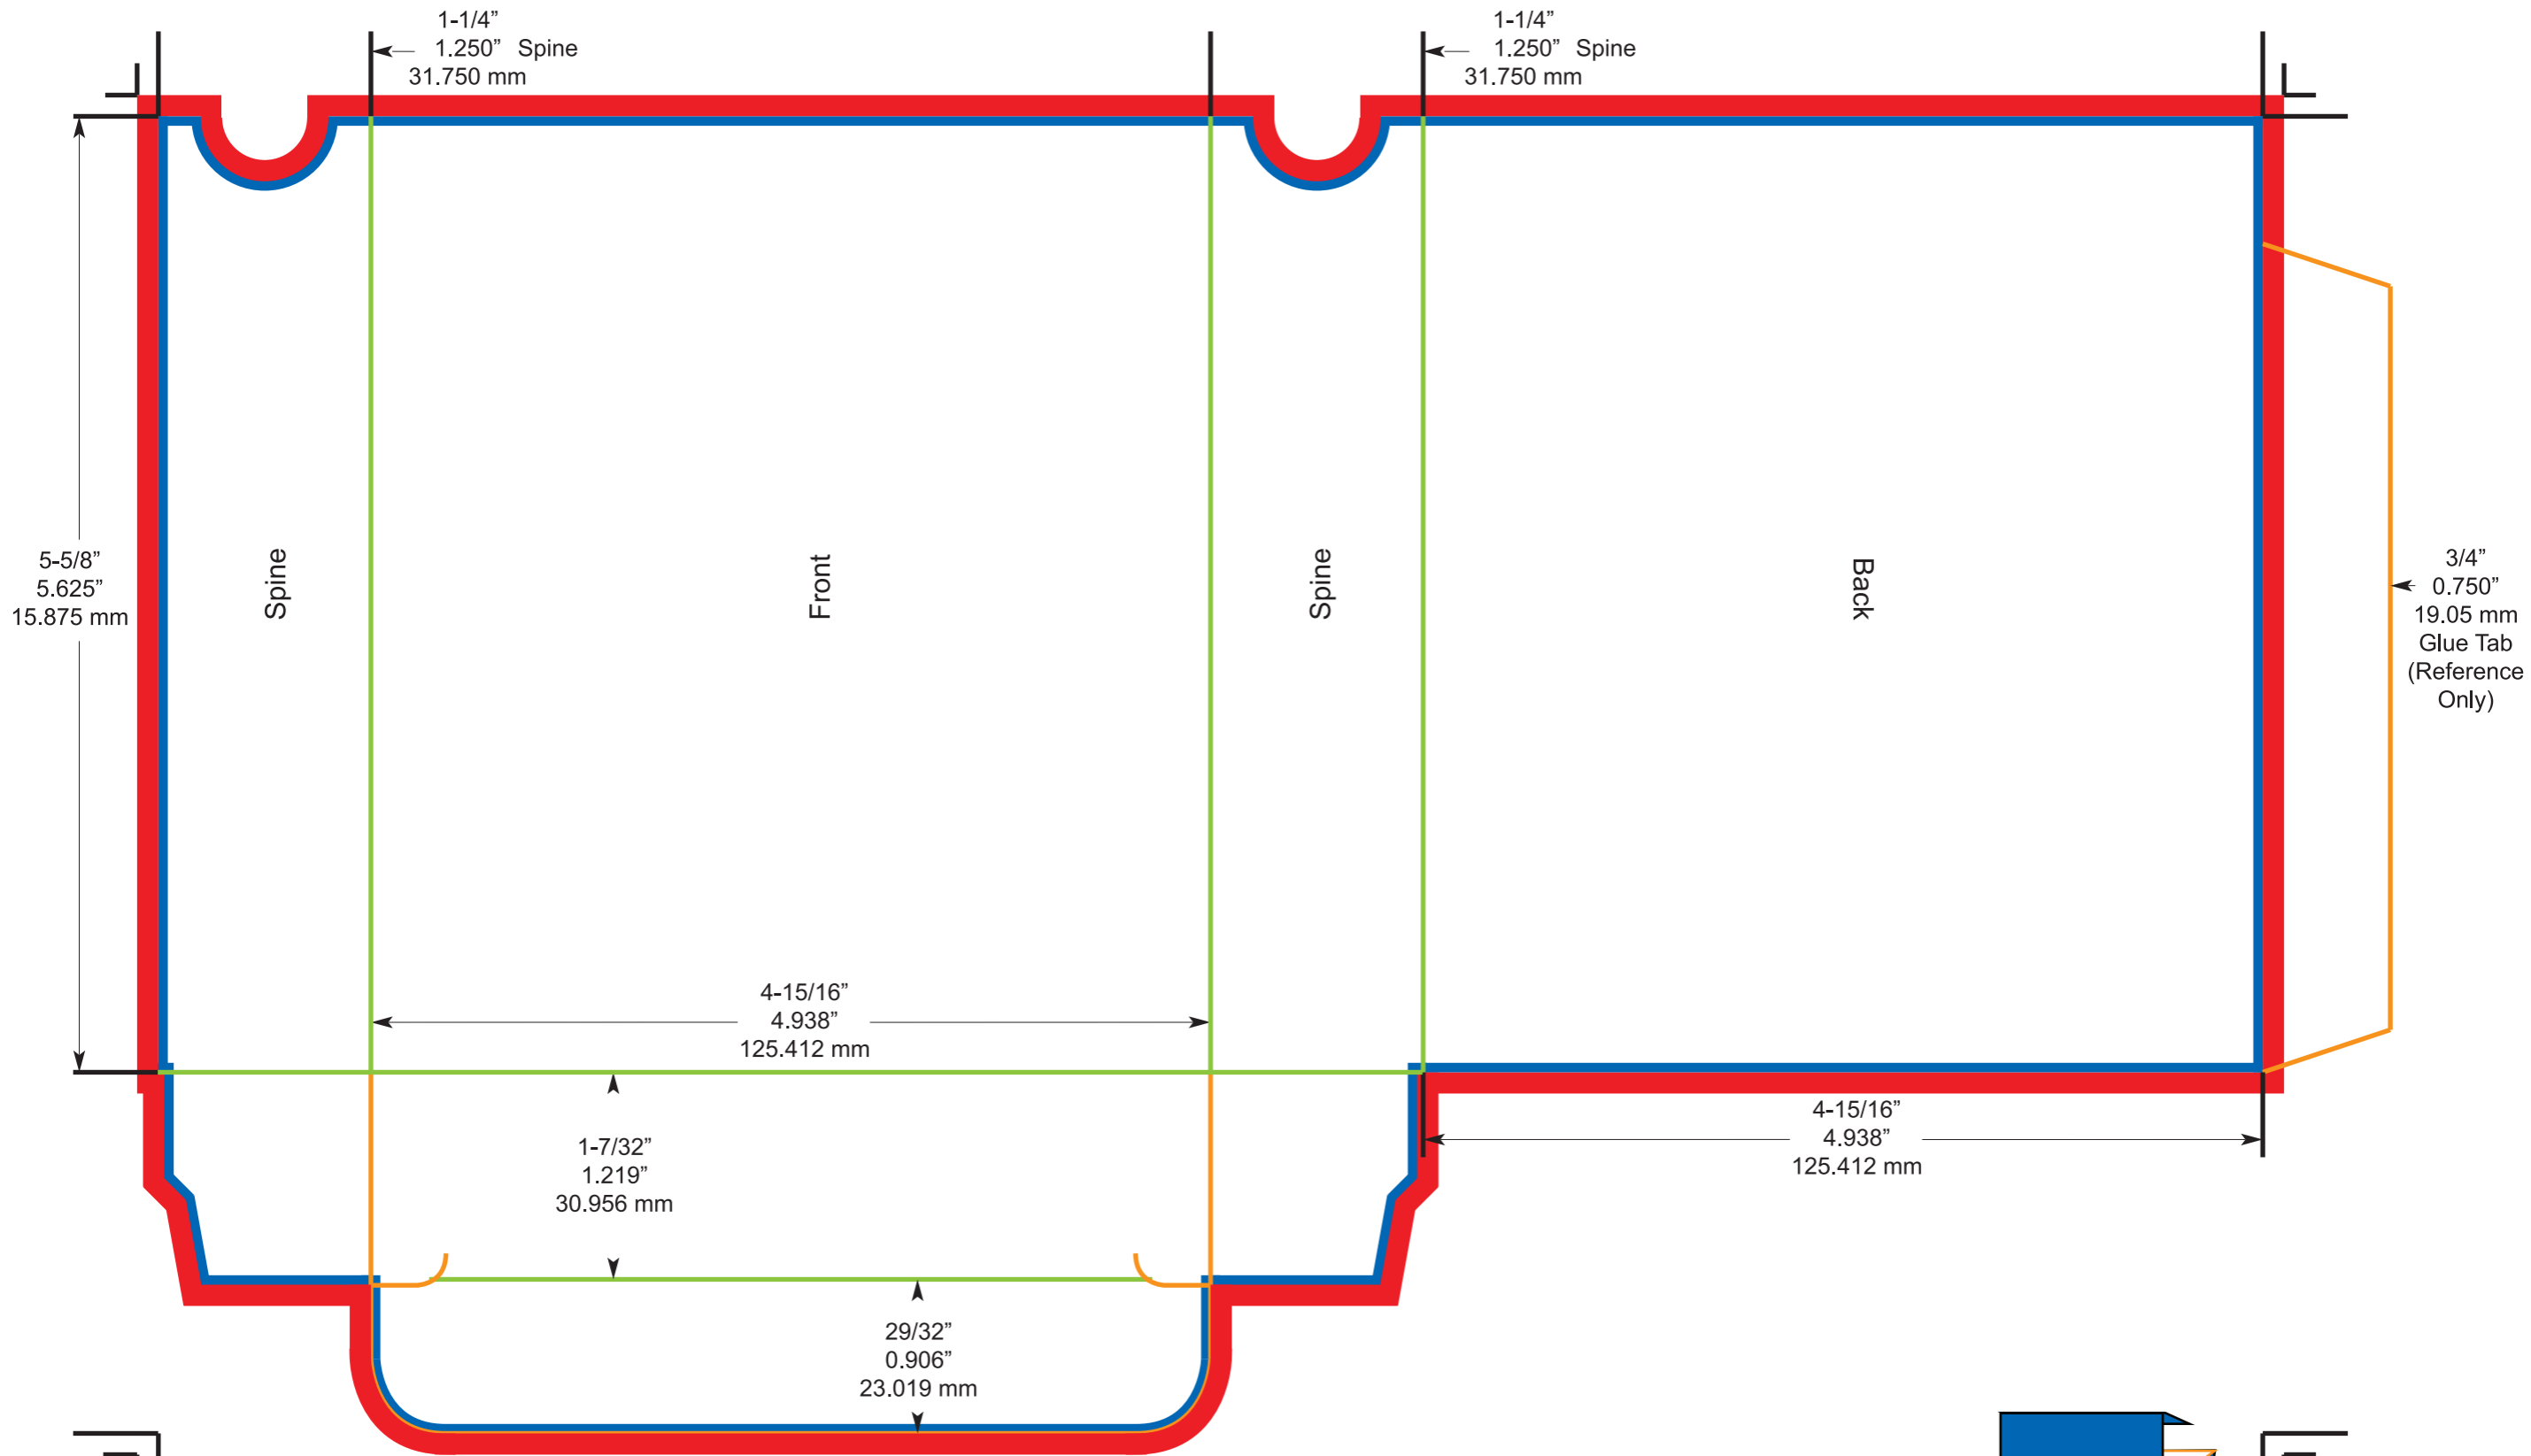 1-1/4”
1.250” Spine
31.750 mm
1-1/4”
1.250” Spine
31.750 mm
5-5/8”
5.625”
15.875 mm
Spine
Front
Spine
Back
3/4”
0.750”
19.05 mm
Glue Tab
(Reference
Only)
4-15/16”
4.938”
125.412 mm
1-7/32”
1.219”
30.956 mm
4-15/16”
4.938”
125.412 mm
29/32”
0.906”
23.019 mm